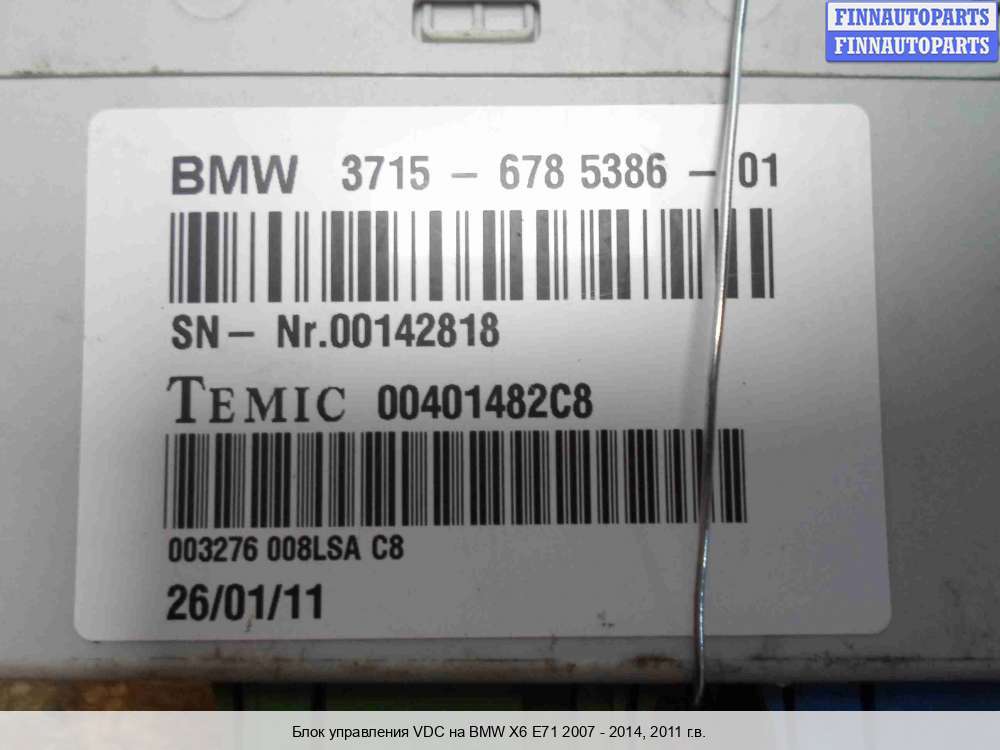 FINNAUTOPARTS
FINNAUTOPARTS
BMW 3715 – 678 5386 – 01
SN – Nr.00142818
TEMIC 00401482C8
003276 008LSA C8
26/01/11
Блок управления VDC на BMW X6 E71 2007 - 2014, 2011 г.в.